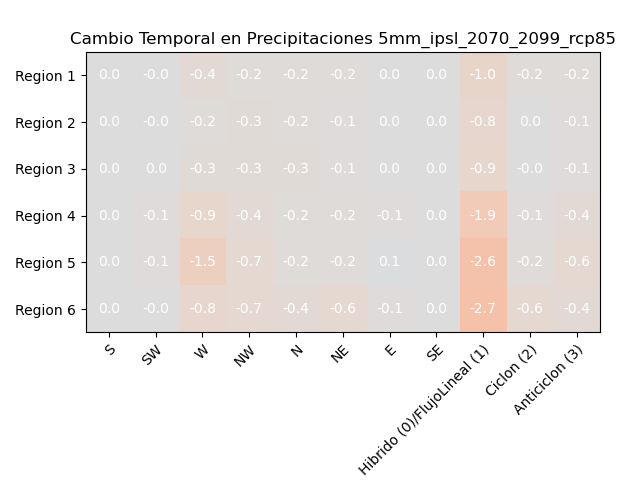 Cambio Temporal en Precipitaciones 5mm_ipsl_2070_2099_rcp85
Region 1 0.0 -0.0 -0.4 -0.2 -0.2 -0.2 0.0 0.0 -1.0 -0.2 -0.2
Region 2 0.0 -0.0 -0.2 -0.3 -0.2 -0.1 0.0 0.0 -0.8 0.0 -0.1
Region 3 0.0 0.0 -0.3 -0.3 -0.3 -0.1 0.0 0.0 -0.9 -0.0 -0.1
Region 4 0.0 -0.1 -0.9 -0.4 -0.2 -0.2 -0.1 0.0 -1.9 -0.1 -0.4
Region 5 0.0 -0.1 -1.5 -0.7 -0.2 -0.2 0.1 0.0 -2.6 -0.2 -0.6
Region 6 0.0 -0.0 -0.8 -0.7 -0.4 -0.6 -0.1 0.0 -2.7 -0.6 -0.4
S
SW
W
NW
N
NE
E
SE
Hibrido (0)/FlujoLineal (1)
Ciclon (2)
Anticiclon (3)